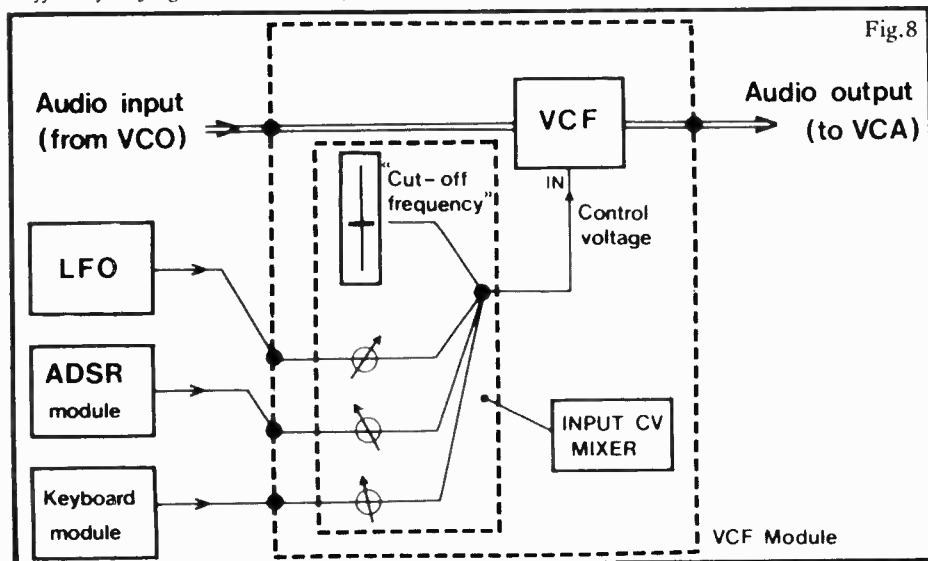 Fig.8
Audio input
(from VCO)
VCF
Audio output
(to VCA)
"Cut-off
frequency"
IN
Control
voltage
LFO
ADSR
module
INPUT CV
MIXER
Keyboard
module
VCF Module